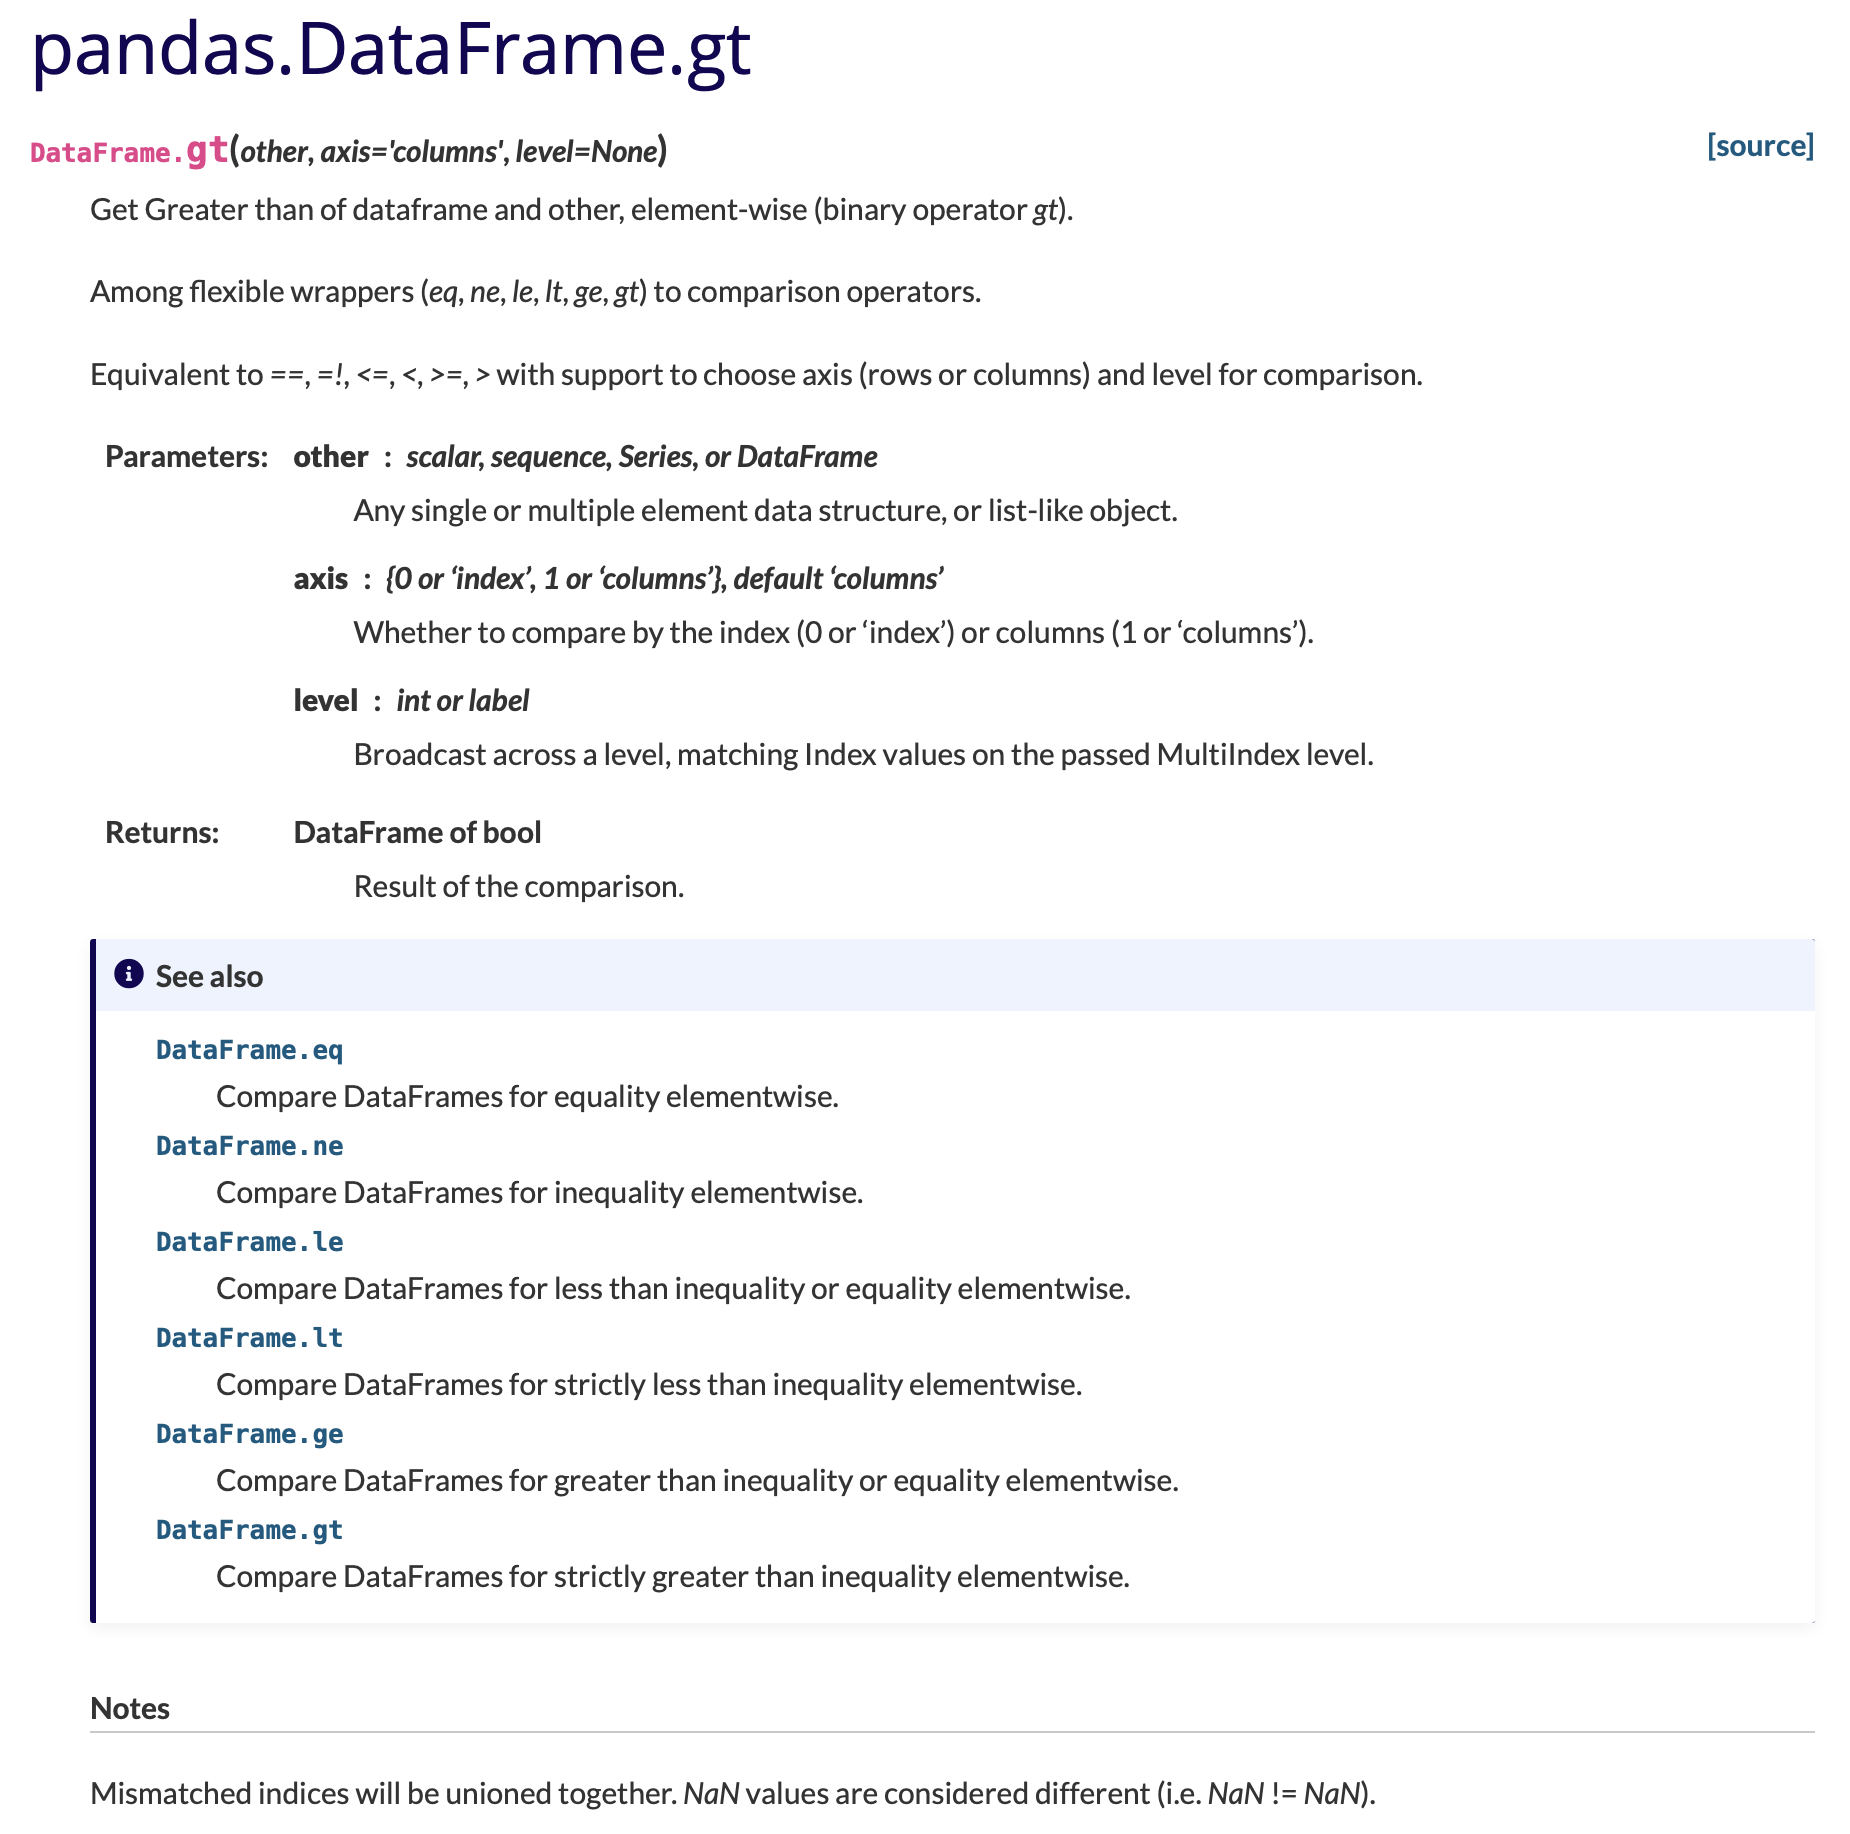 pandas.DataFrame.gt
DataFrame.gt(other, axis='columns', level=None) [source]
Get Greater than of dataframe and other, element-wise (binary operator gt).
Among flexible wrappers (eq, ne, le, lt, ge, gt) to comparison operators.
Equivalent to ==, =!, <=, <, >=, > with support to choose axis (rows or columns) and level for comparison.
Parameters: other : scalar, sequence, Series, or DataFrame
Any single or multiple element data structure, or list-like object.
axis : {0 or ‘index’, 1 or ‘columns’}, default ‘columns’
Whether to compare by the index (0 or ‘index’) or columns (1 or ‘columns’).
level : int or label
Broadcast across a level, matching Index values on the passed MultiIndex level.
Returns: DataFrame of bool
Result of the comparison.
See also
DataFrame.eq
Compare DataFrames for equality elementwise.
DataFrame.ne
Compare DataFrames for inequality elementwise.
DataFrame.le
Compare DataFrames for less than inequality or equality elementwise.
DataFrame.lt
Compare DataFrames for strictly less than inequality elementwise.
DataFrame.ge
Compare DataFrames for greater than inequality or equality elementwise.
DataFrame.gt
Compare DataFrames for strictly greater than inequality elementwise.
Notes
Mismatched indices will be unioned together. NaN values are considered different (i.e. NaN != NaN).